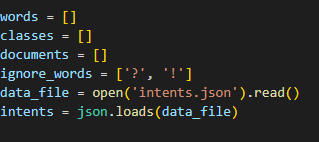 words = []
classes = []
documents = []
ignore_words = ['?', '!']
data_file = open('intents.json').read()
intents = json.loads(data_file)